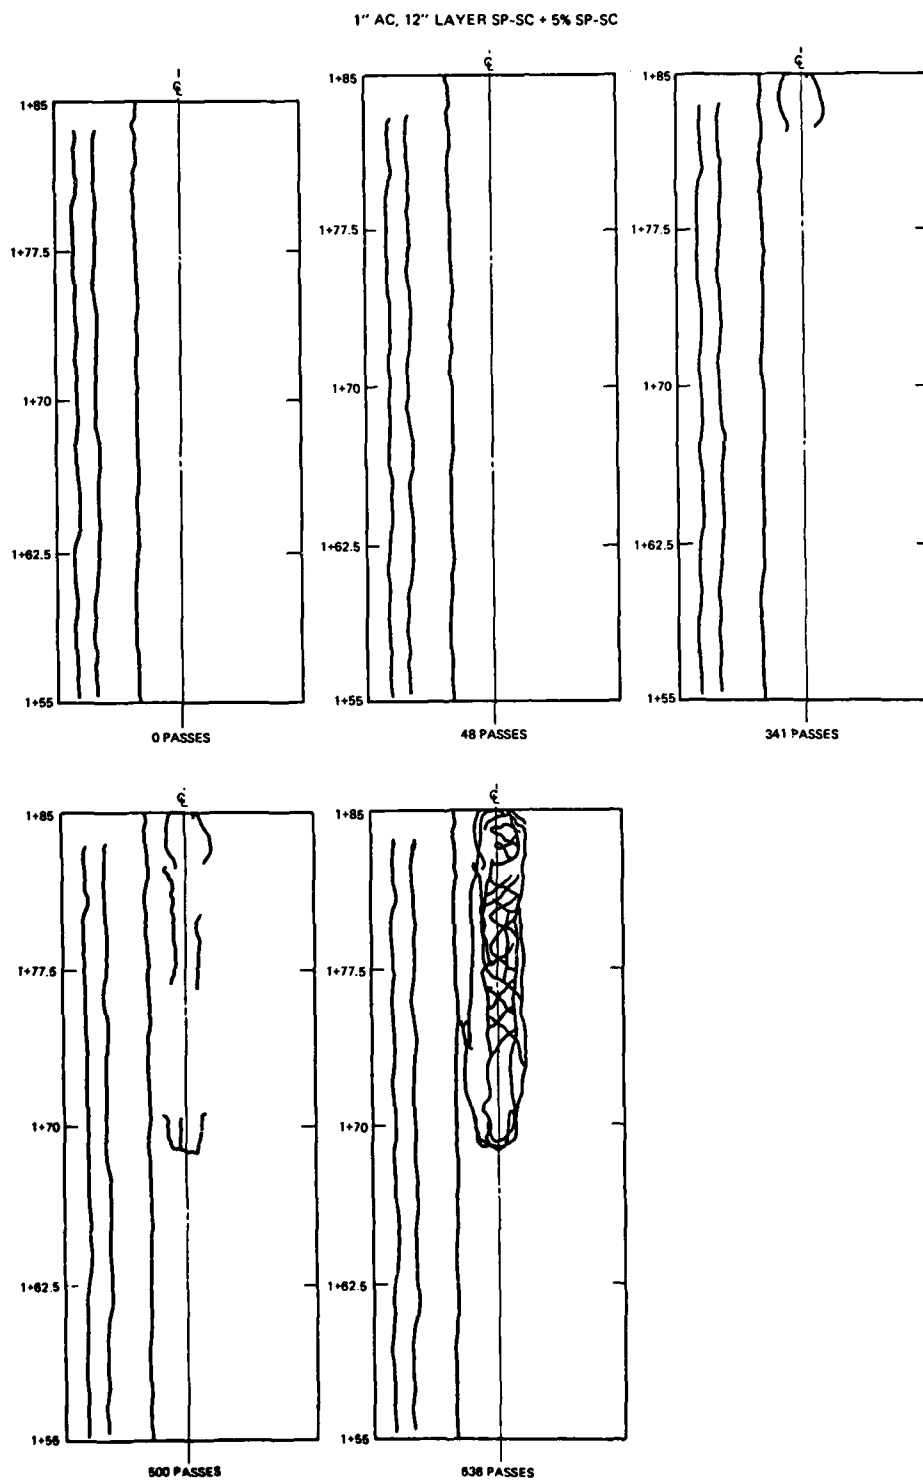 1" AC, 12" LAYER SP-SC + 5% SP-SC
℄ ℄ ℄
1+85 1+85 1+85
1+77.5 1+77.5 1+77.5
1+70 1+70 1+70
1+62.5 1+62.5 1+62.5
1+55 1+55 1+55
0 PASSES 48 PASSES 341 PASSES
℄ ℄
1+85 1+85
1+77.5 1+77.5
1+70 1+70
1+62.5 1+62.5
1+55 1+55
500 PASSES 536 PASSES